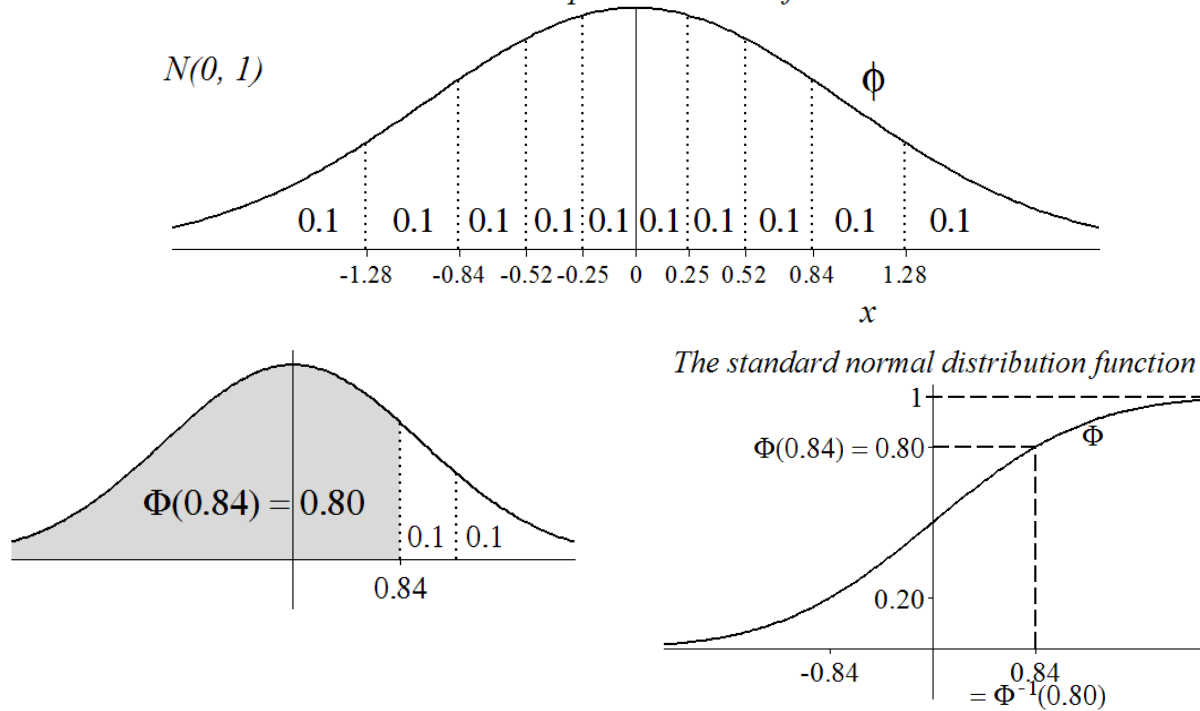 N(0, 1)
ϕ
0.1 0.1 0.1 0.1 0.1 0.1 0.1 0.1 0.1 0.1
-1.28 -0.84 -0.52 -0.25 0 0.25 0.52 0.84 1.28
x
The standard normal distribution function
1
Φ
Φ(0.84) = 0.80
Φ(0.84) = 0.80
0.1 0.1
0.84
0.20
-0.84 0.84
= Φ⁻¹(0.80)